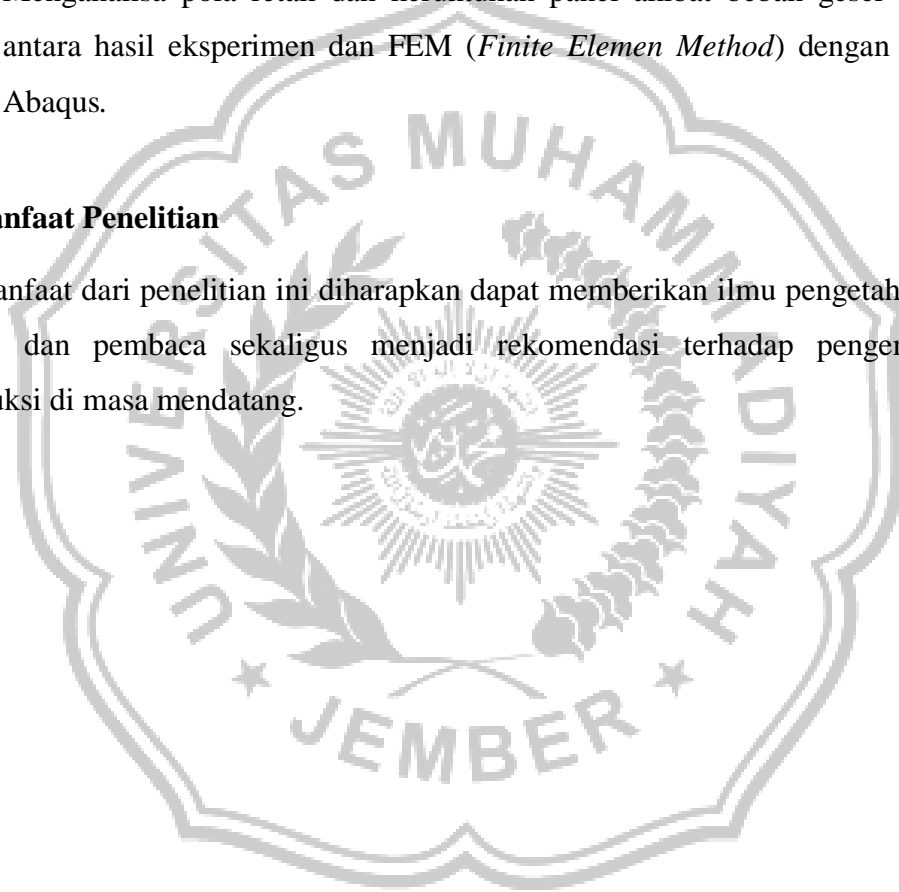 Menganalisa pola retak dan keruntuhan panel akibat beban geser
antara hasil eksperimen dan FEM (Finite Elemen Method) dengan
Abaqus.
anfaat Penelitian
anfaat dari penelitian ini diharapkan dapat memberikan ilmu pengetah
dan pembaca sekaligus menjadi rekomendasi terhadap
uksi di masa mendatang.
UNIVERSITAS MUHAMMADIYAH
JEMBER